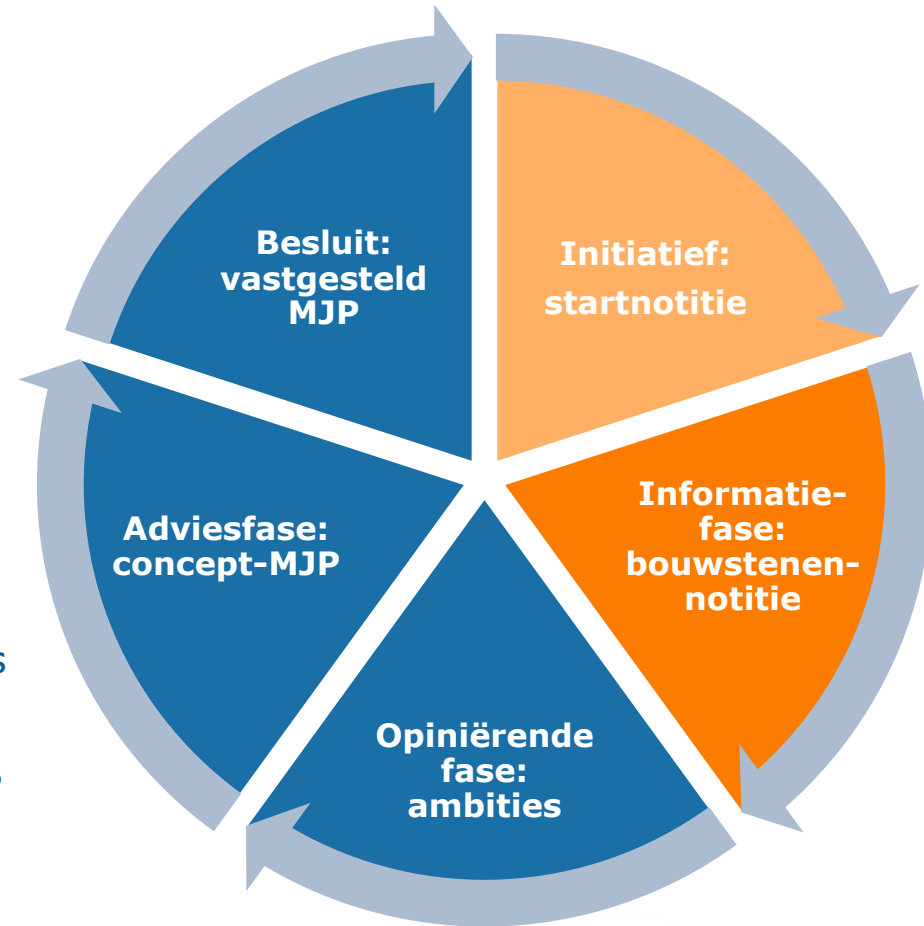 Initiatief:
startnotitie
Informatie-
fase:
bouwstenen-
notitie
Opiniërende
fase:
ambities
Adviesfase:
concept-MJP
Besluit:
vastgesteld
MJP